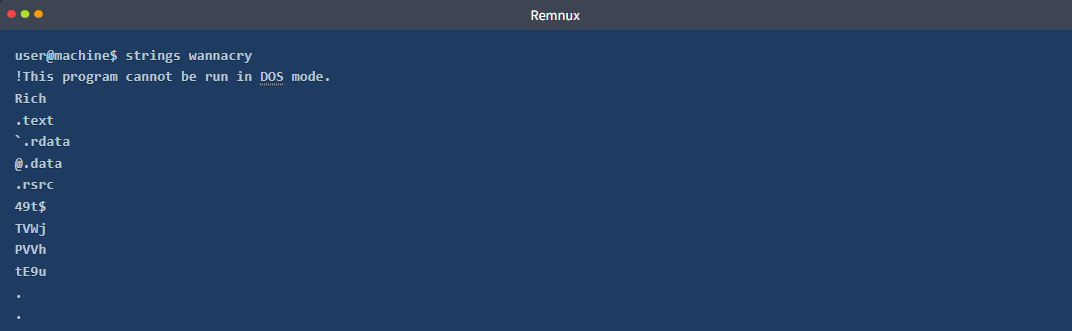 Remnux
user@machine$ strings wannacry
!This program cannot be run in DOS mode.
Rich
.text
`.rdata
@.data
.rsrc
49t$
TVWj
PVVh
tE9u
.
.